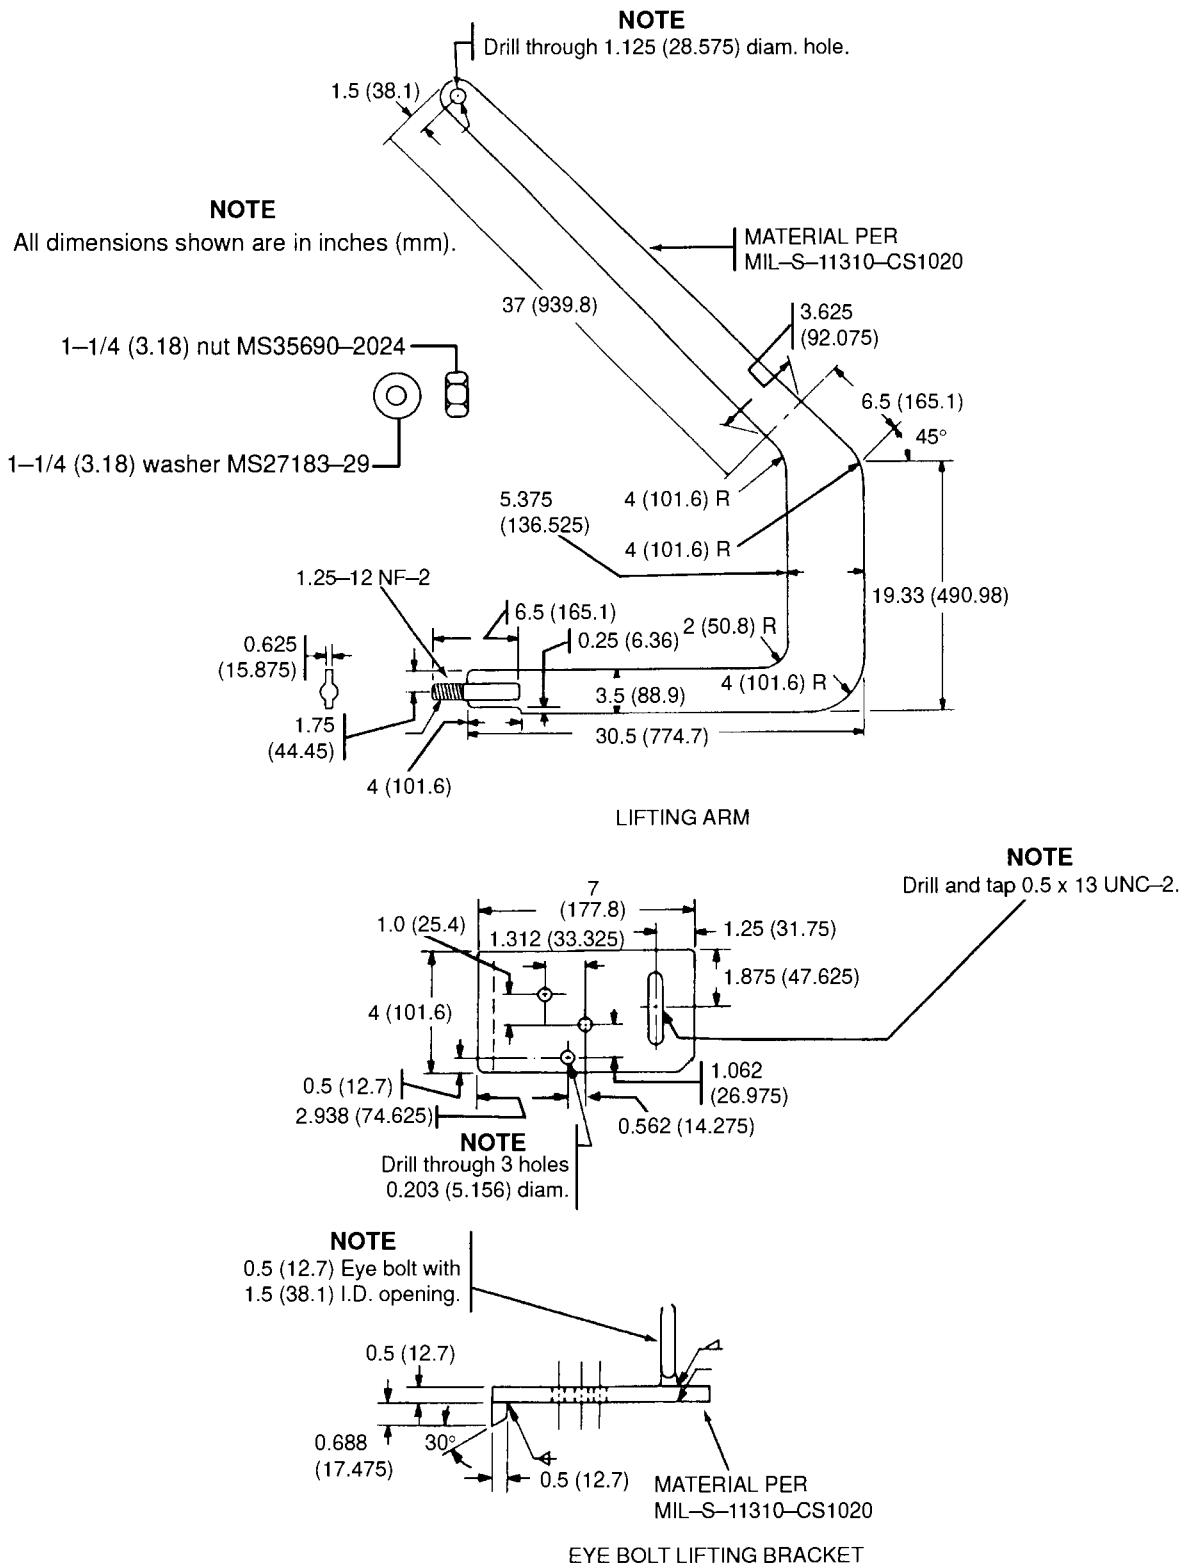 NOTE
Drill through 1.125 (28.575) diam. hole.
1.5 (38.1)
NOTE
All dimensions shown are in inches (mm).
MATERIAL PER
MIL–S–11310–CS1020
37 (939.8)
3.625
(92.075)
1–1/4 (3.18) nut MS35690–2024
6.5 (165.1)
45°
1–1/4 (3.18) washer MS27183–29
4 (101.6) R
5.375
(136.525)
4 (101.6) R
1.25–12 NF–2
19.33 (490.98)
6.5 (165.1)
0.25 (6.36)
2 (50.8) R
0.625
(15.875)
4 (101.6) R
3.5 (88.9)
1.75
(44.45)
30.5 (774.7)
4 (101.6)
LIFTING ARM
NOTE
Drill and tap 0.5 x 13 UNC–2.
7
(177.8)
1.0 (25.4)
1.312 (33.325)
1.25 (31.75)
1.875 (47.625)
4 (101.6)
1.062
(26.975)
0.5 (12.7)
2.938 (74.625)
0.562 (14.275)
NOTE
Drill through 3 holes
0.203 (5.156) diam.
NOTE
0.5 (12.7) Eye bolt with
1.5 (38.1) I.D. opening.
0.5 (12.7)
0.688
(17.475)
30°
0.5 (12.7)
MATERIAL PER
MIL–S–11310–CS1020
EYE BOLT LIFTING BRACKET